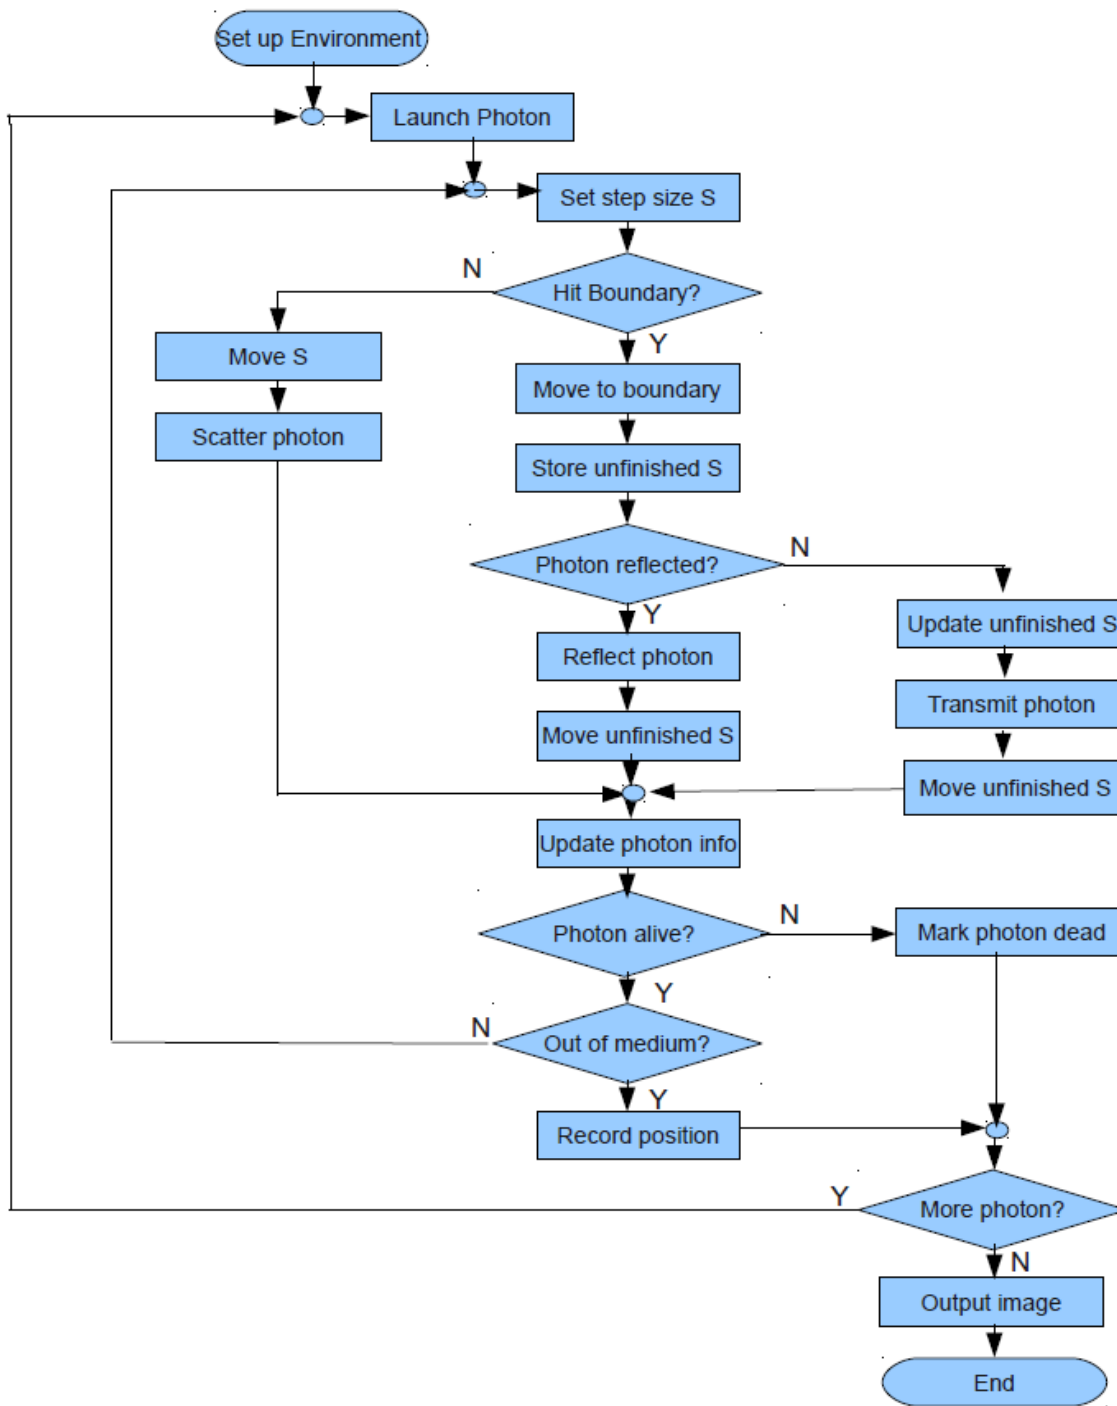 Set up Environment
Launch Photon
Set step size S
N
Hit Boundary?
Y
Move S
Move to boundary
Scatter photon
Store unfinished S
N
Photon reflected?
Y
Update unfinished S
Reflect photon
Transmit photon
Move unfinished S
Move unfinished S
Update photon info
N
Photon alive?
Mark photon dead
Y
N
Out of medium?
Y
Record position
Y
More photon?
N
Output image
End